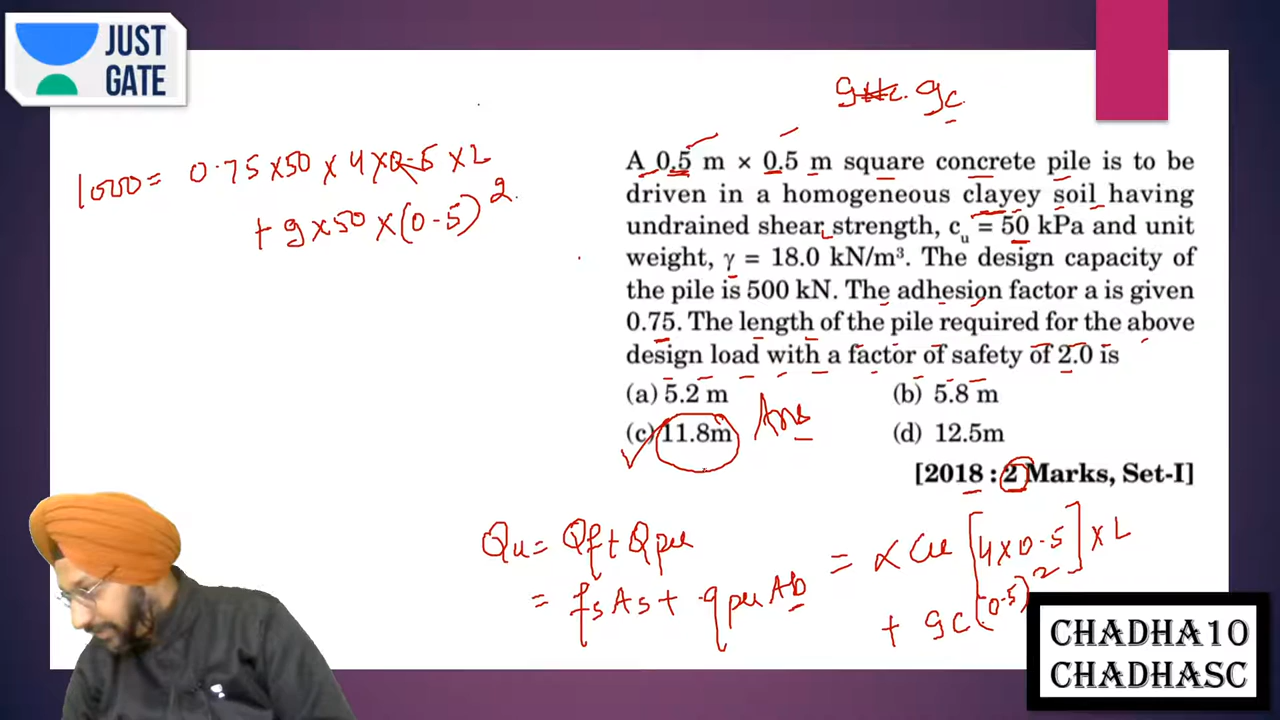 JUST
GATE
9c
1000 = 0.75×50 × 4×0.5 ×L
+ 9×50×(0.5)2
A 0.5 m × 0.5 m square concrete pile is to be
driven in a homogeneous clayey soil having
undrained shear strength, cu = 50 kPa and unit
weight, γ = 18.0 kN/m³. The design capacity of
the pile is 500 kN. The adhesion factor a is given
0.75. The length of the pile required for the above
design load with a factor of safety of 2.0 is
(a) 5.2 m (b) 5.8 m
(c) 11.8m Ans (d) 12.5m
[2018 : 2 Marks, Set-I]
Qu = Qf + Qpu = α Cu [4×0.5] × L
= fsAs + qpu Ab + 9c (0.5)2
CHADHA10
CHADHASC